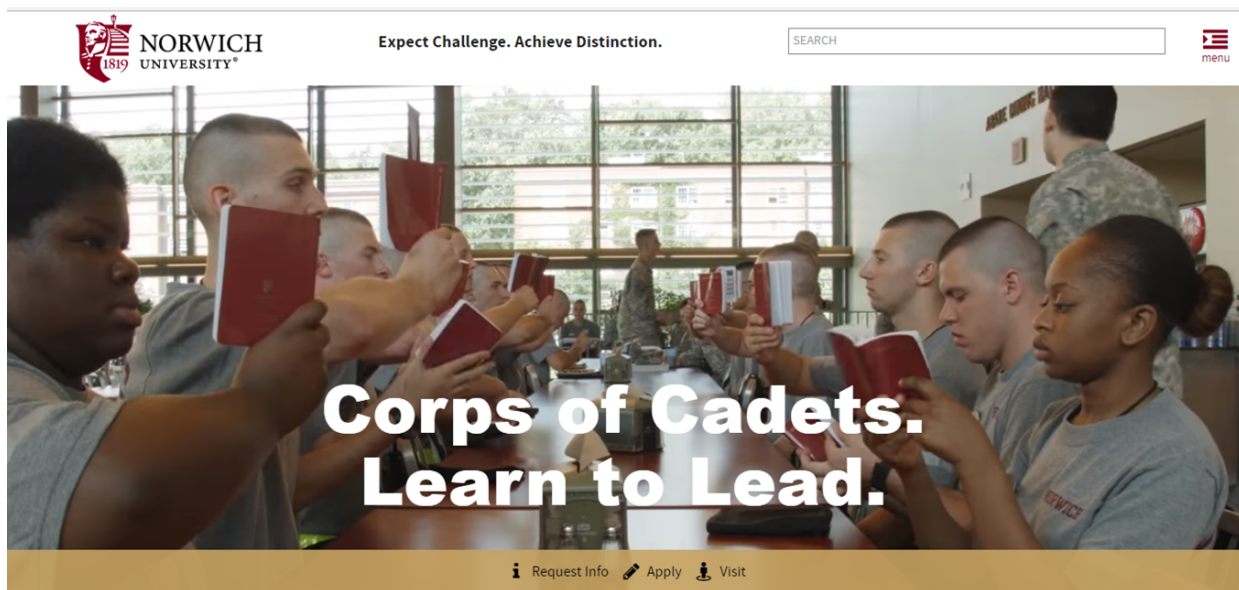 1819
NORWICH
UNIVERSITY®
Expect Challenge. Achieve Distinction.
SEARCH
menu
Corps of Cadets.
Learn to Lead.
NORWICH
Request Info
Apply
Visit